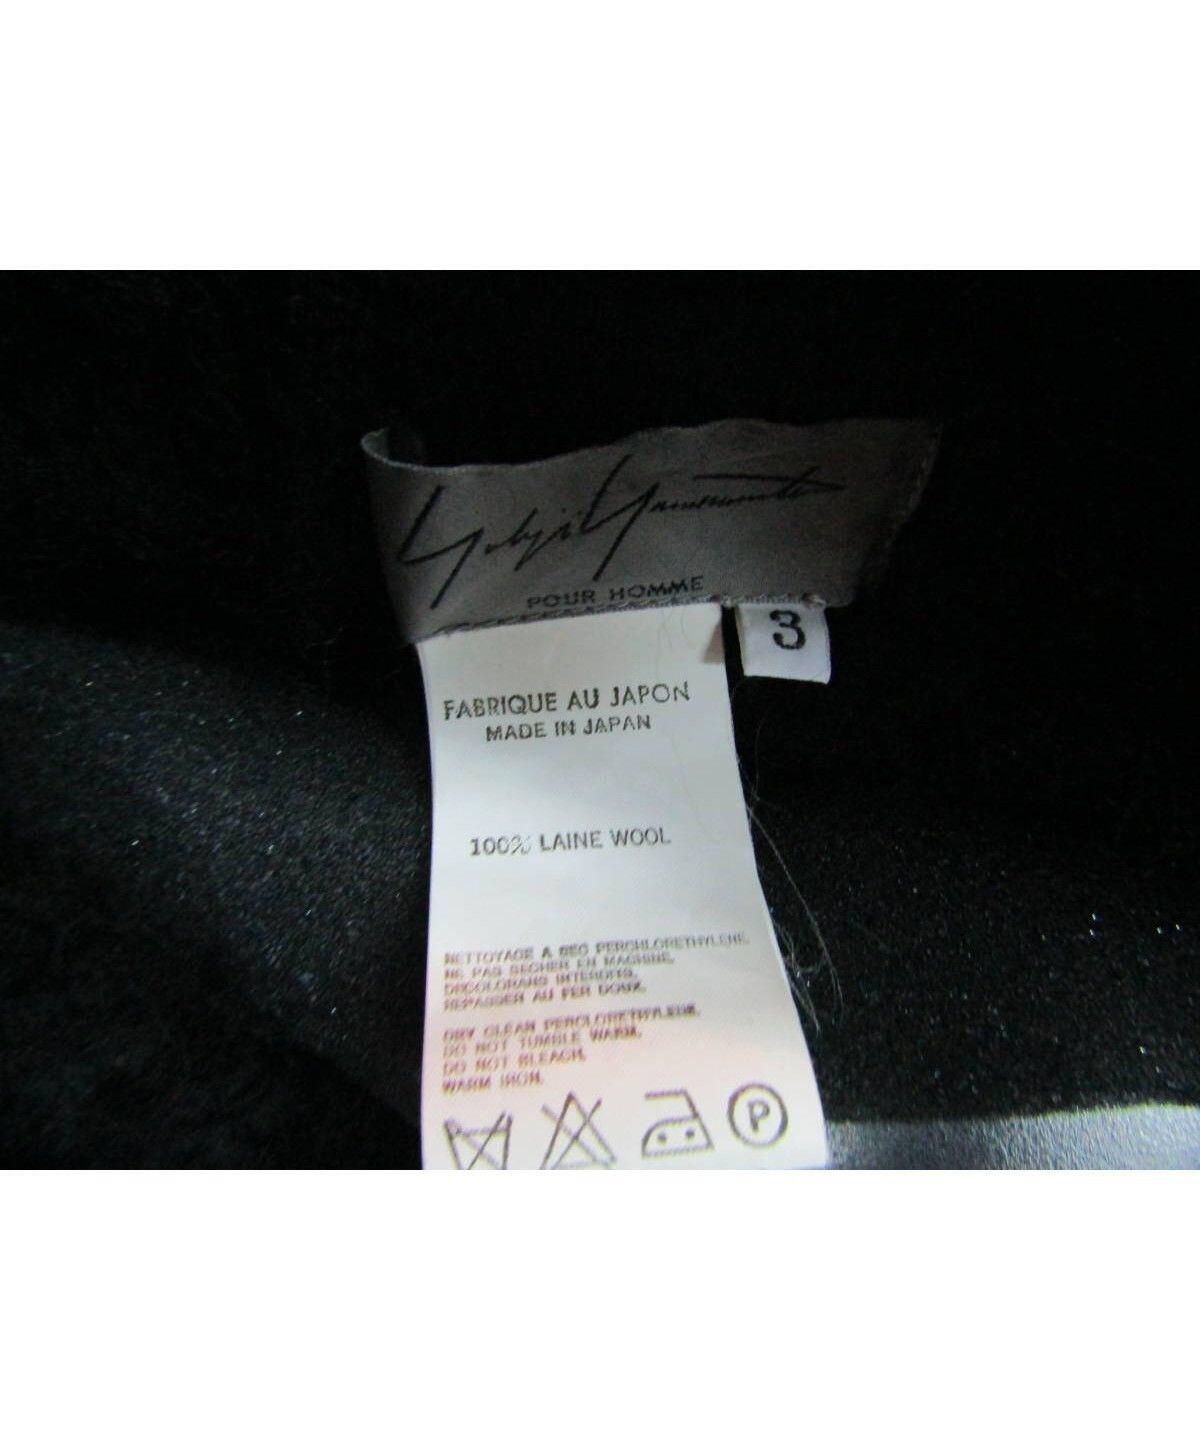 Yohji Yamamoto
POUR HOMME
3
FABRIQUE AU JAPON
MADE IN JAPAN
100% LAINE WOOL
NETTOYAGE A SEC PERCHLORETHYLENE.
NE PAS SECHER EN MACHINE.
DECOLORANS INTERDITS.
REPASSER AU FER DOUX.
DRY CLEAN PERCLORETHYLENE.
DO NOT TUMBLE WARM.
DO NOT BLEACH.
WARM IRON.
P